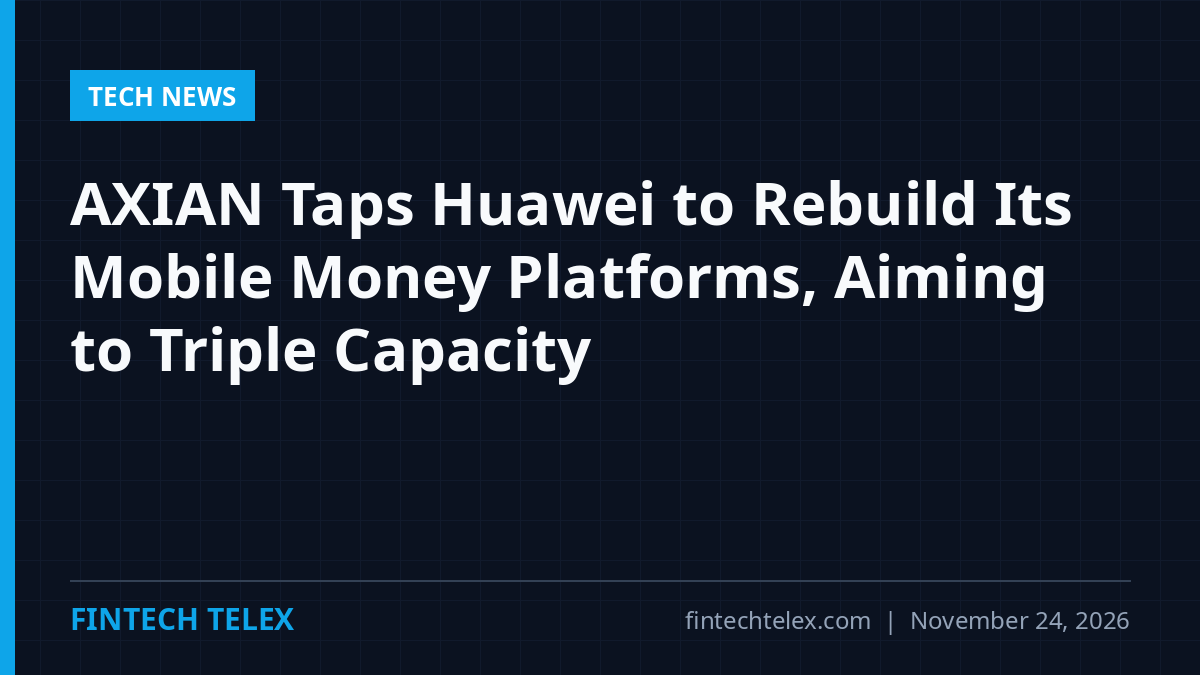 TECH NEWS
AXIAN Taps Huawei to Rebuild Its
Mobile Money Platforms, Aiming
to Triple Capacity
FINTECH TELEX
fintechtelex.com | November 24, 2026